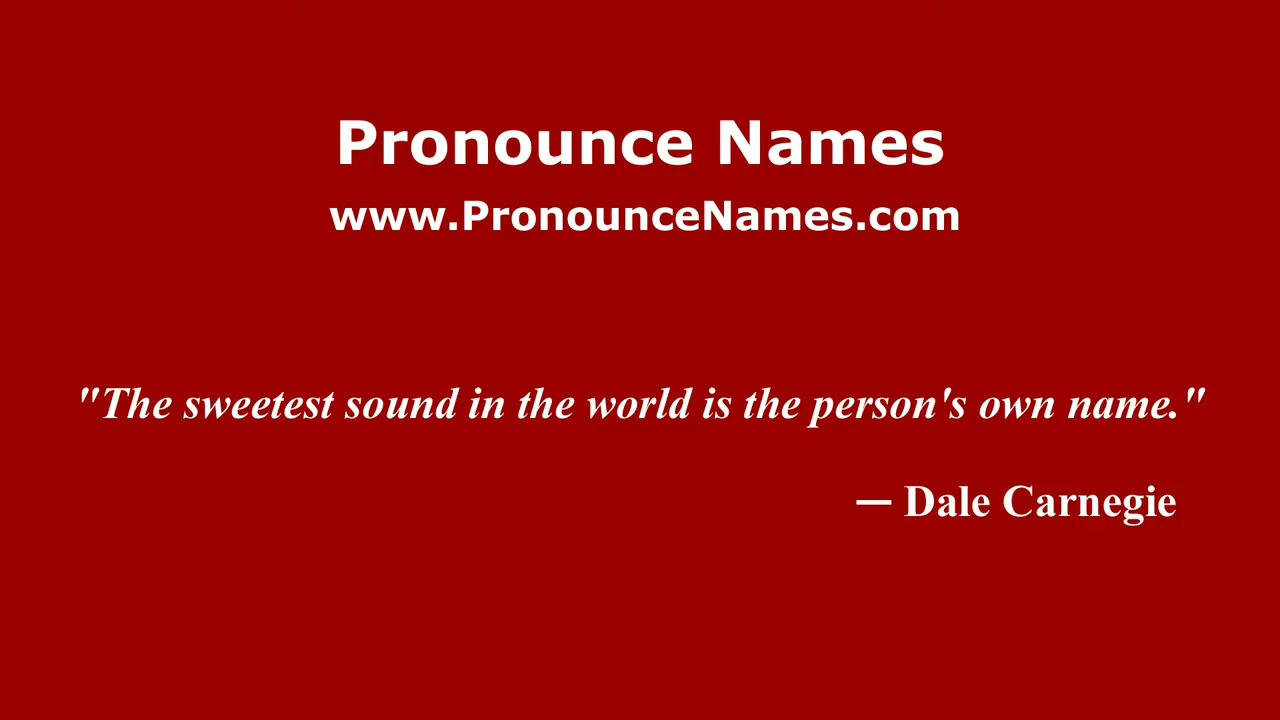 Pronounce Names
www.PronounceNames.com
"The sweetest sound in the world is the person's own name."
— Dale Carnegie